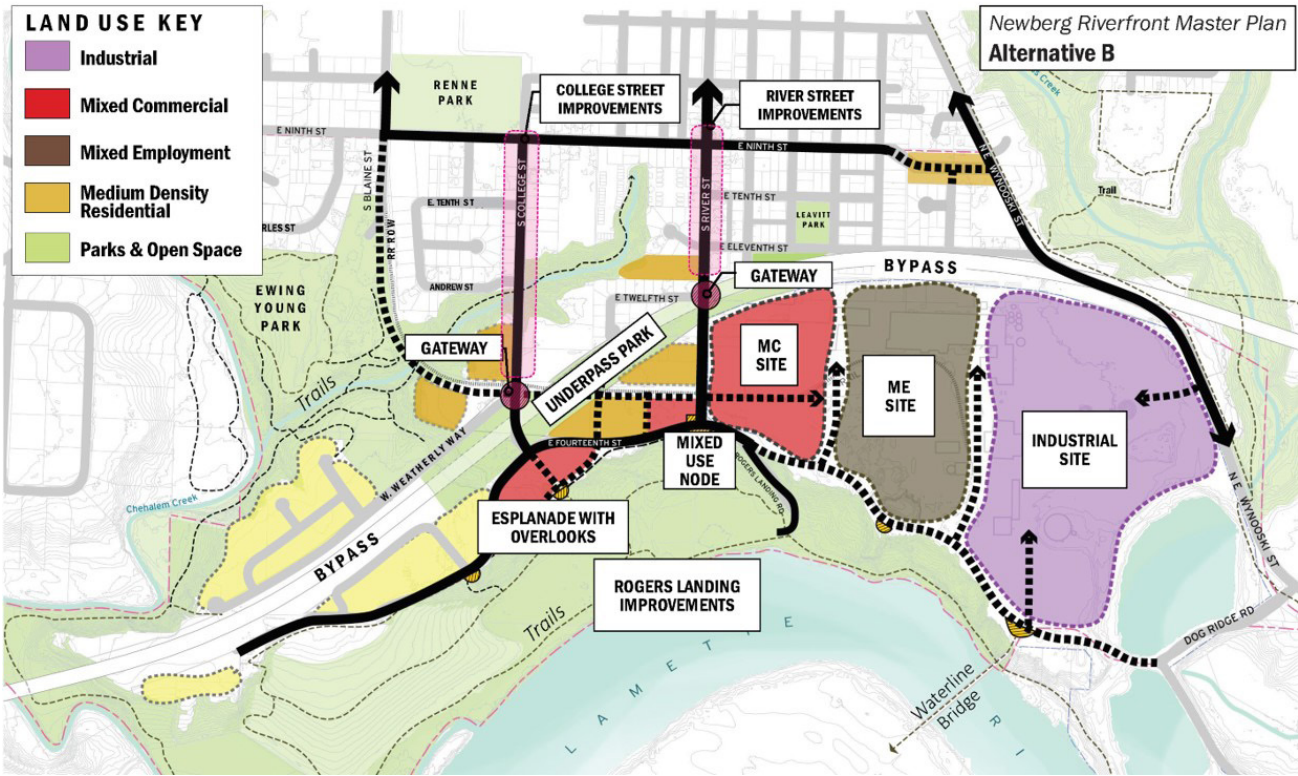 LAND USE KEY
Industrial
Mixed Commercial
Mixed Employment
Medium Density
Residential
Parks & Open Space
Newberg Riverfront Master Plan
Alternative B
RENNE
PARK
COLLEGE STREET
IMPROVEMENTS
RIVER STREET
IMPROVEMENTS
E NINTH ST
E NINTH ST
N E WYNOOSKI ST
S BLAINE ST
S COLLEGE ST
S RIVER ST
E. TENTH ST
E TENTH ST
LEAVITT
PARK
Trail
RLES ST
RR ROW
E ELEVENTH ST
BYPASS
GATEWAY
ANDREW ST
E TWELFTH ST
EWING
YOUNG
PARK
GATEWAY
UNDERPASS PARK
MC
SITE
ME
SITE
INDUSTRIAL
SITE
Trails
W. WEATHERLY WAY
E FOURTEENTH ST
MIXED
USE
NODE
ROGERS LANDING RD
Chehalem Creek
BYPASS
ESPLANADE WITH
OVERLOOKS
ROGERS LANDING
IMPROVEMENTS
N E WYNOOSKI ST
DOG RIDGE RD
Trails
Waterline
Bridge
L A M E T T E
R I